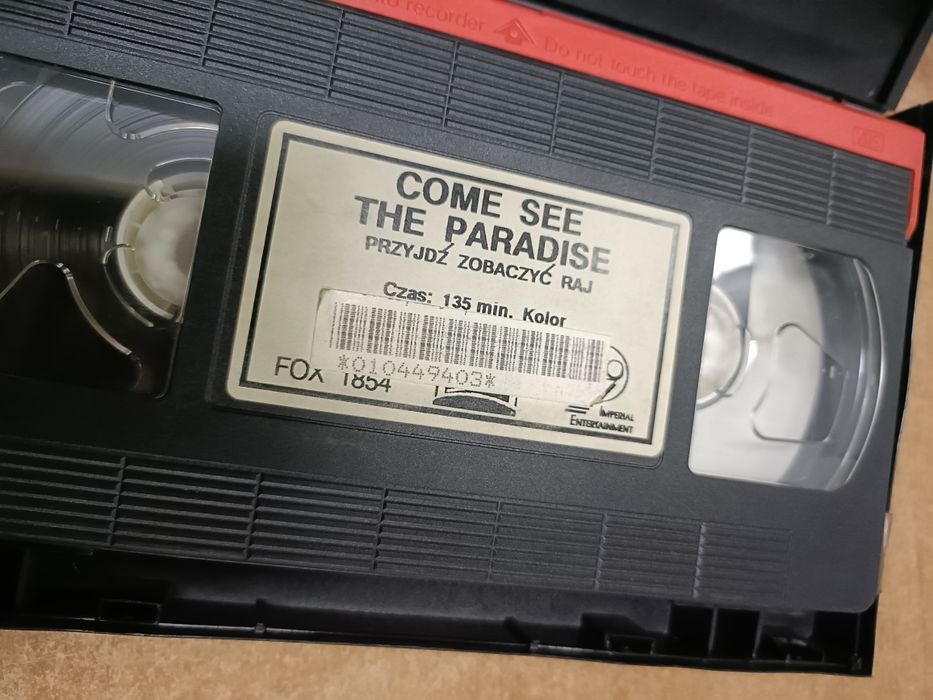 recorder
Do not touch the tape inside
VHS
COME SEE
THE PARADISE
PRZYJDŹ ZOBACZYĆ RAJ
Czas: 135 min. Kolor
*010449403*
FOX 1854
IMPERIAL
ENTERTAINMENT